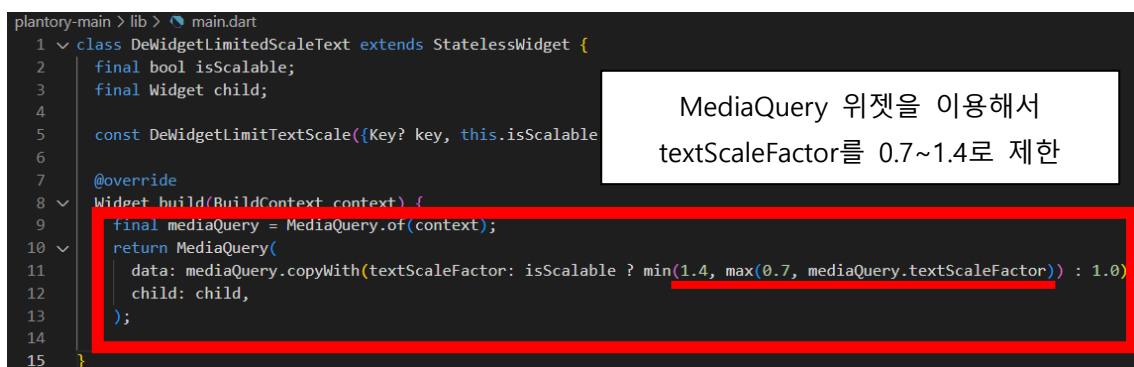 plantory-main > lib > main.dart
1 class DeWidgetLimitedScaleText extends StatelessWidget {
2 final bool isScalable;
3 final Widget child;
4
5 const DeWidgetLimitTextScale({Key? key, this.isScalable
6
7 @override
8 Widget build(BuildContext context) {
9 final mediaQuery = MediaQuery.of(context);
10 return MediaQuery(
11 data: mediaQuery.copyWith(textScaleFactor: isScalable ? min(1.4, max(0.7, mediaQuery.textScaleFactor)) : 1.0)
12 child: child,
13 );
14
15 }
MediaQuery 위젯을 이용해서
textScaleFactor를 0.7~1.4로 제한